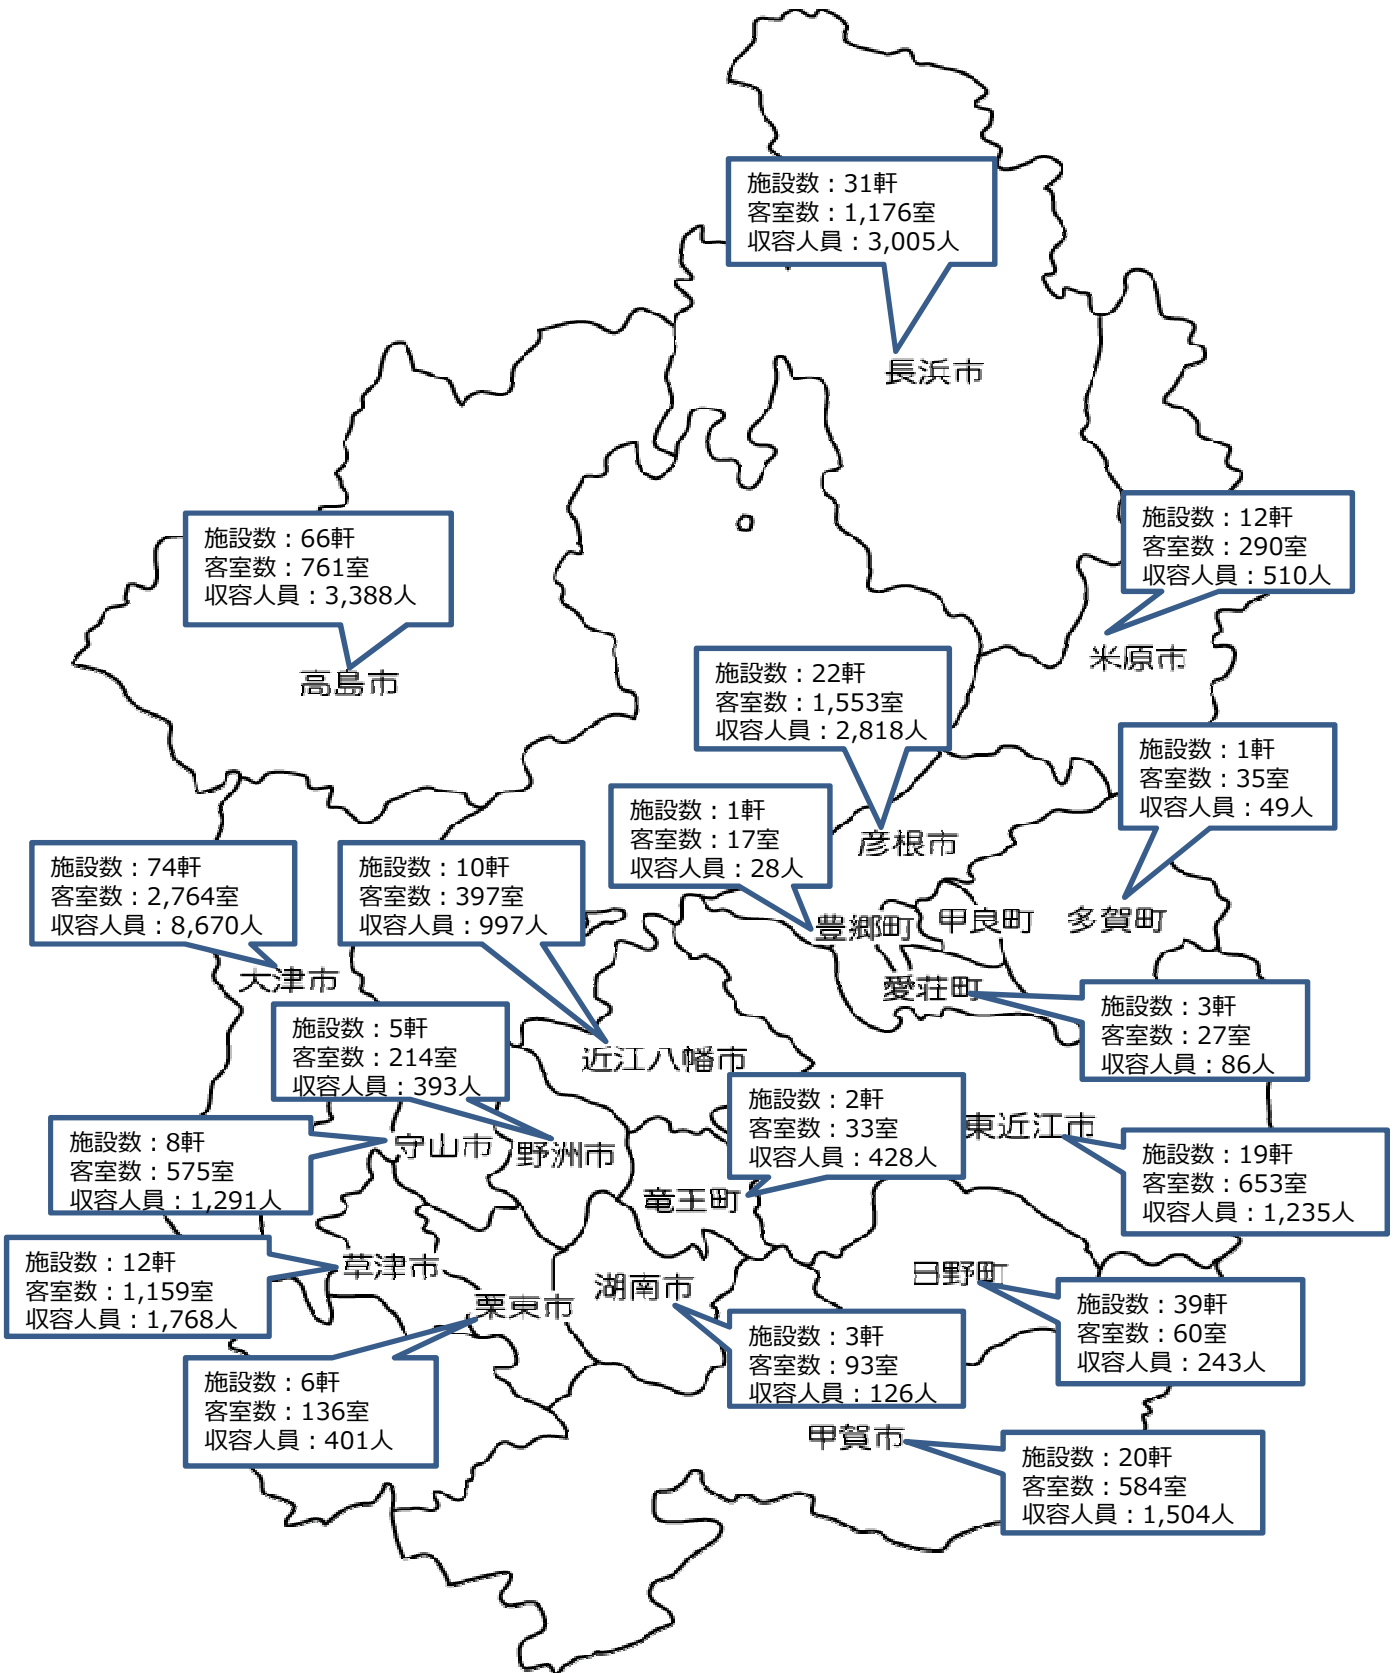 施設数：31軒
客室数：1,176室
収容人員：3,005人
長浜市
施設数：66軒
客室数：761室
収容人員：3,388人
高島市
施設数：12軒
客室数：290室
収容人員：510人
米原市
施設数：22軒
客室数：1,553室
収容人員：2,818人
彦根市
施設数：1軒
客室数：35室
収容人員：49人
多賀町
施設数：1軒
客室数：17室
収容人員：28人
豊郷町
甲良町
施設数：74軒
客室数：2,764室
収容人員：8,670人
大津市
施設数：10軒
客室数：397室
収容人員：997人
近江八幡市
愛荘町
施設数：3軒
客室数：27室
収容人員：86人
施設数：5軒
客室数：214室
収容人員：393人
野洲市
施設数：2軒
客室数：33室
収容人員：428人
竜王町
東近江市
施設数：19軒
客室数：653室
収容人員：1,235人
施設数：8軒
客室数：575室
収容人員：1,291人
守山市
施設数：12軒
客室数：1,159室
収容人員：1,768人
草津市
栗東市
施設数：6軒
客室数：136室
収容人員：401人
湖南市
施設数：3軒
客室数：93室
収容人員：126人
日野町
施設数：39軒
客室数：60室
収容人員：243人
甲賀市
施設数：20軒
客室数：584室
収容人員：1,504人